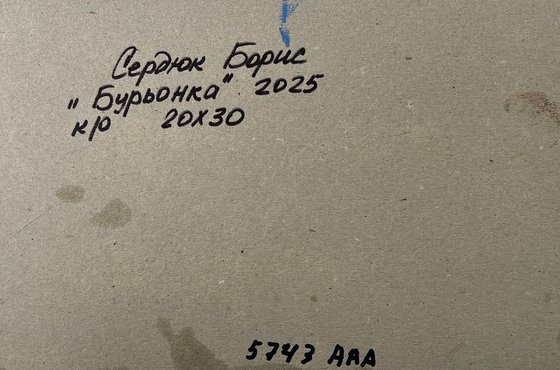 Сердюк Борис
"Бурьонка" 2025
к/р 20х30
5743 ААА